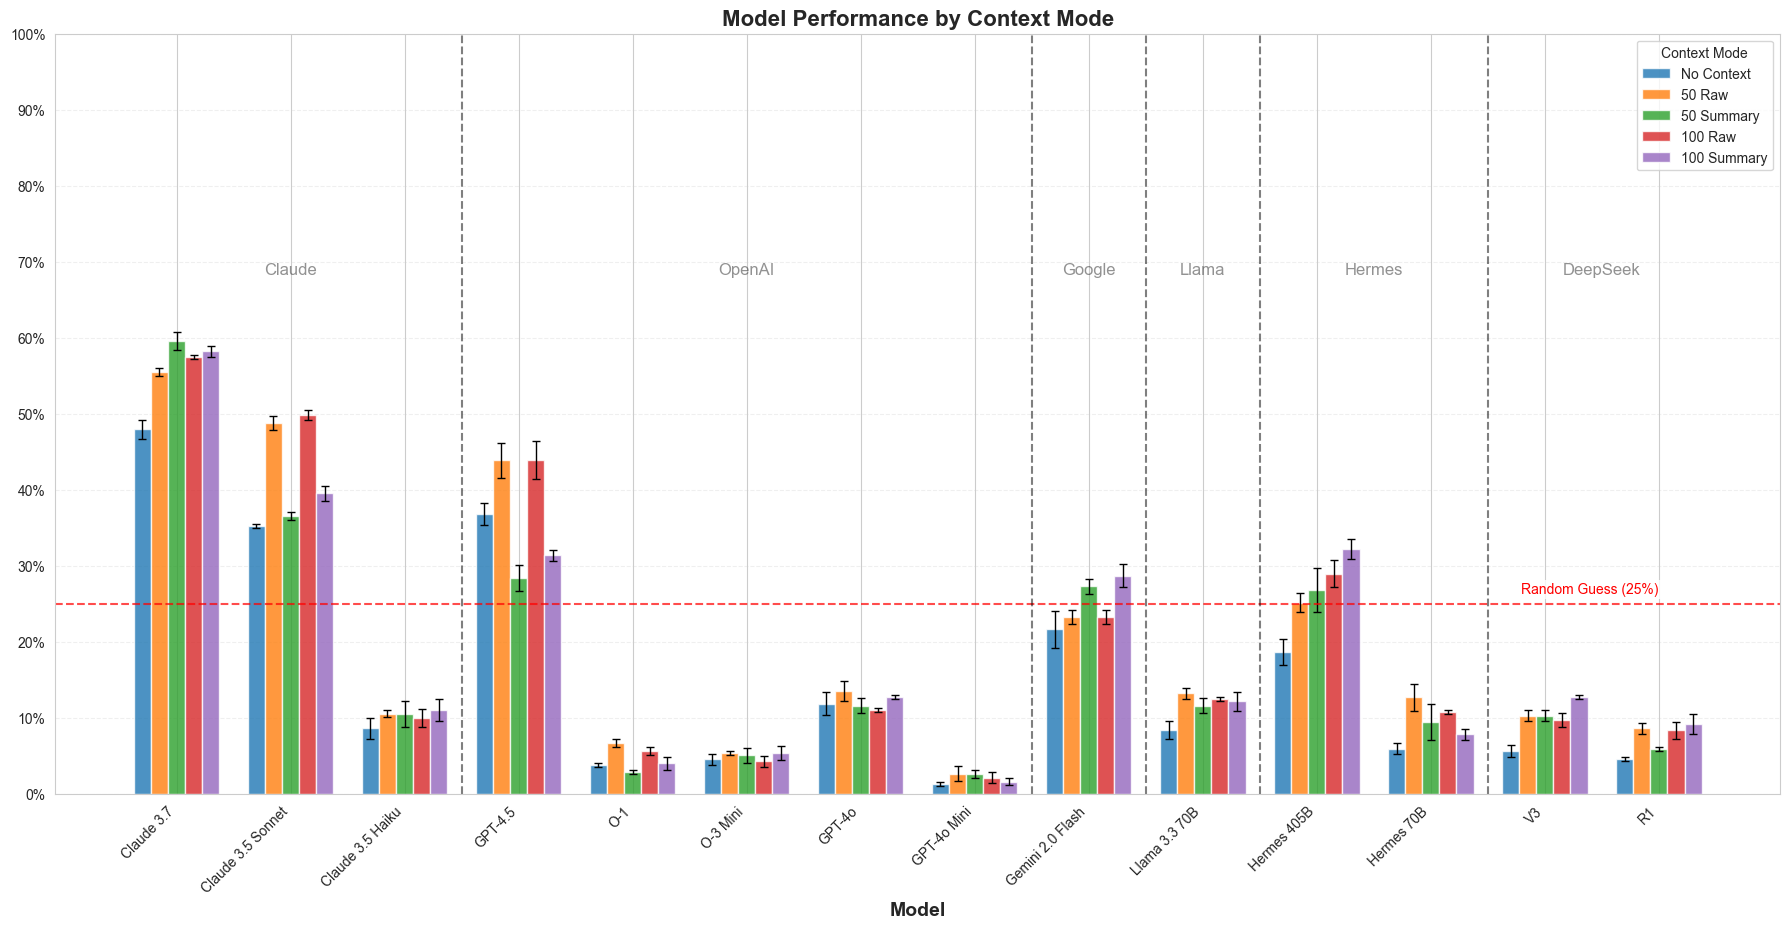 Model Performance by Context Mode
100%
90%
80%
70%
60%
50%
40%
30%
20%
10%
0%
Context Mode
No Context
50 Raw
50 Summary
100 Raw
100 Summary
Claude
OpenAI
Google
Llama
Hermes
DeepSeek
Random Guess (25%)
Claude 3.7
Claude 3.5 Sonnet
Claude 3.5 Haiku
GPT-4.5
O-1
O-3 Mini
GPT-4o
GPT-4o Mini
Gemini 2.0 Flash
Llama 3.3 70B
Hermes 405B
Hermes 70B
V3
R1
Model